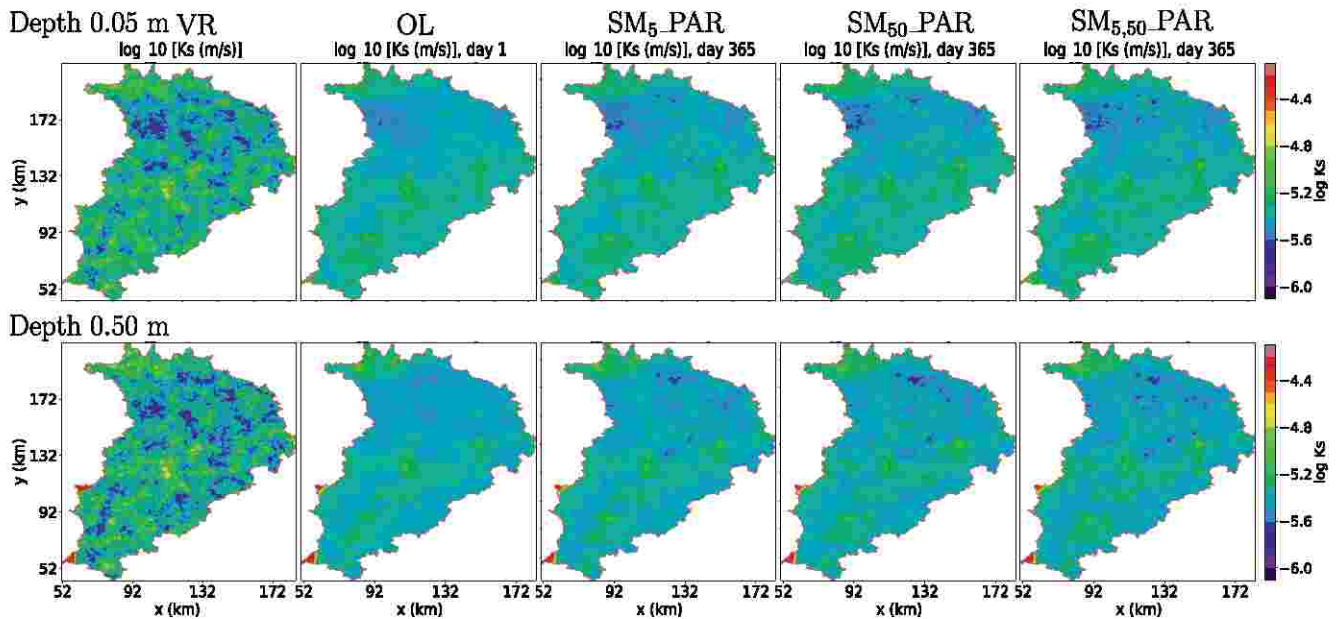 Depth 0.05 m VR OL SM₅_PAR SM₅₀_PAR SM₅,₅₀_PAR
log 10 [Ks (m/s)] log 10 [Ks (m/s)], day 1 log 10 [Ks (m/s)], day 365 log 10 [Ks (m/s)], day 365 log 10 [Ks (m/s)], day 365
172
132
92
52
y (km)
−4.4
−4.8
−5.2
−5.6
−6.0
log Ks
Depth 0.50 m
172
132
92
52
y (km)
−4.4
−4.8
−5.2
−5.6
−6.0
log Ks
52 92 132 172 92 132 172 92 132 172 92 132 172 92 132 172
x (km) x (km) x (km) x (km) x (km)